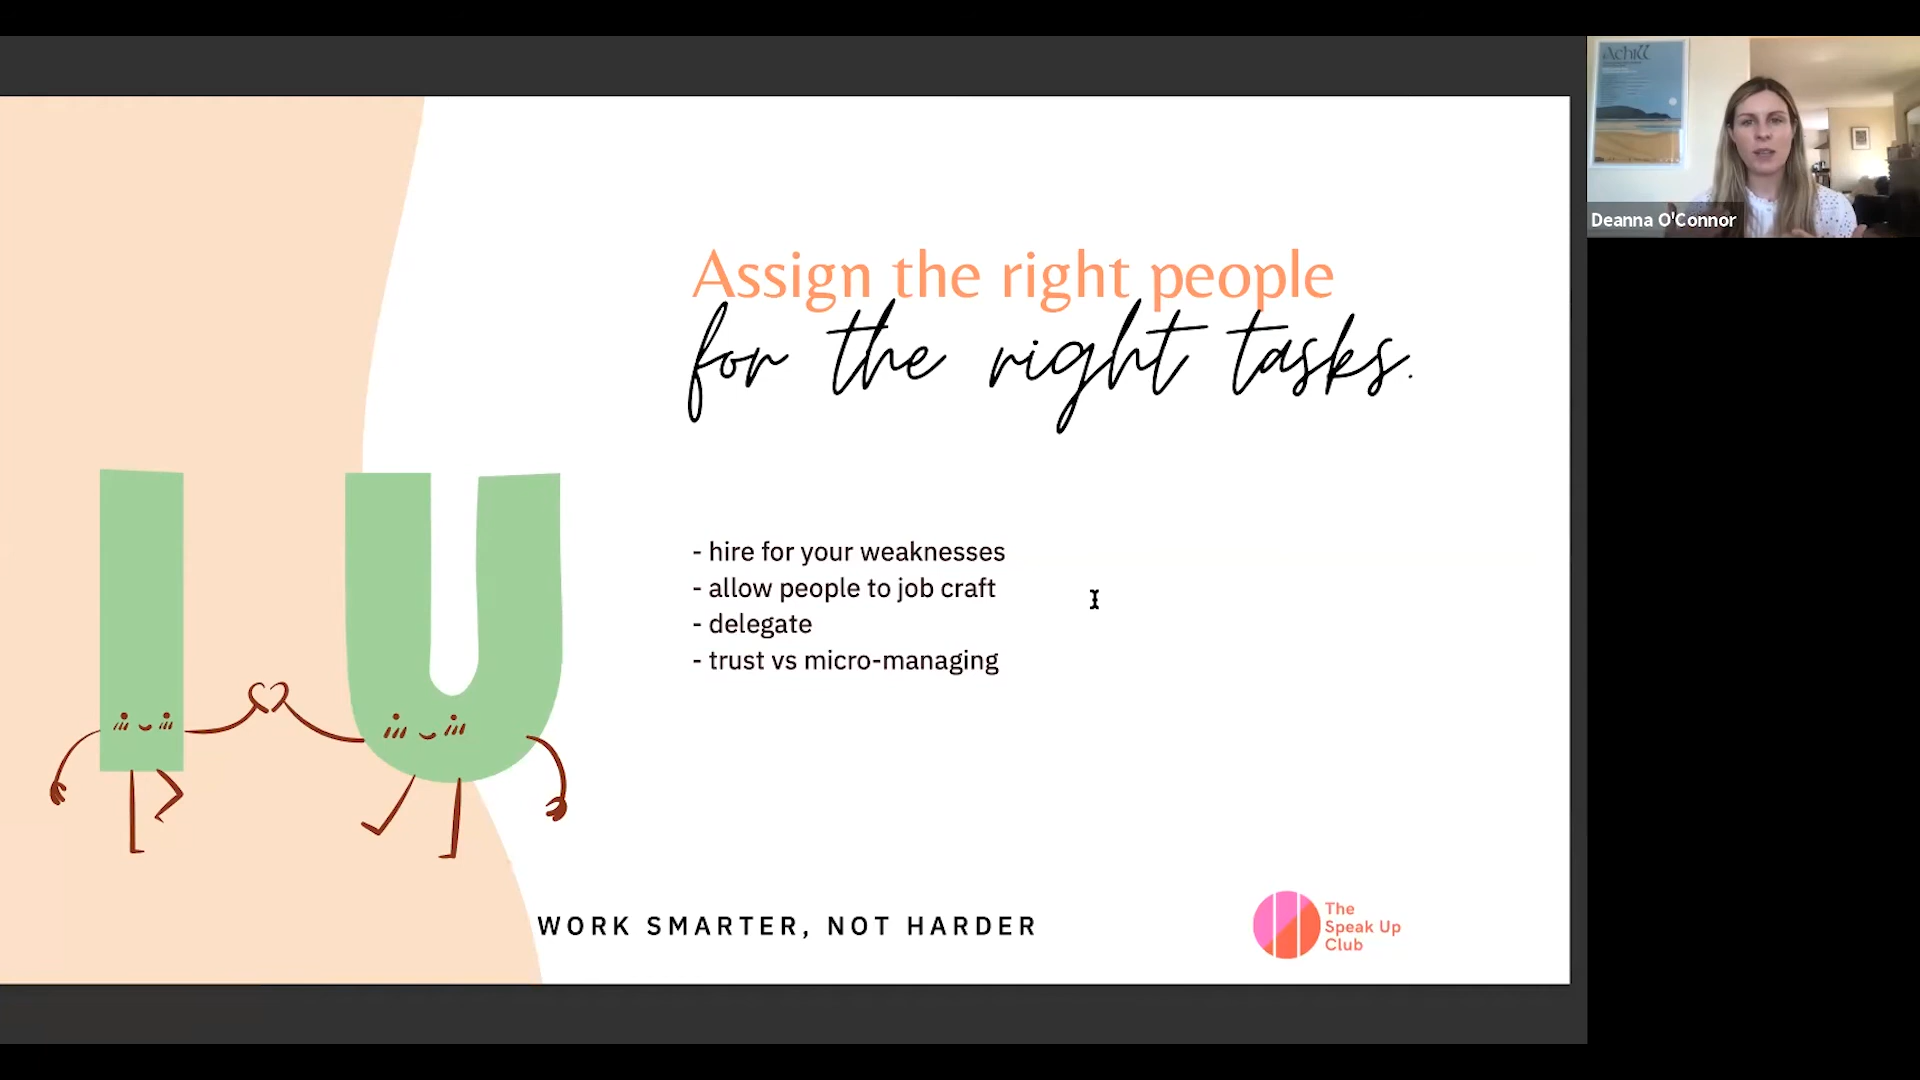 Achill
Deanna O'Connor
Assign the right people
for the right tasks.
I U
- hire for your weaknesses
- allow people to job craft
- delegate
- trust vs micro-managing
WORK SMARTER, NOT HARDER
The
Speak Up
Club